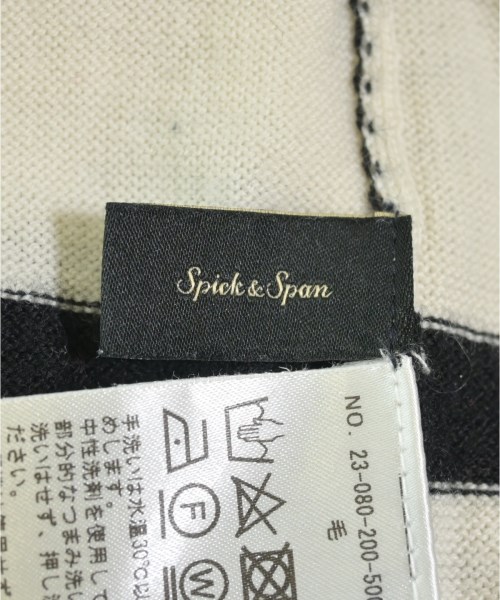 Spick & Span
NO. 23-080-200-500
毛
F
W
手洗いは水温30℃以
めします。
中性洗剤を使用して
部分的なつまみ洗い
洗いはせず、押し洗
ださい。